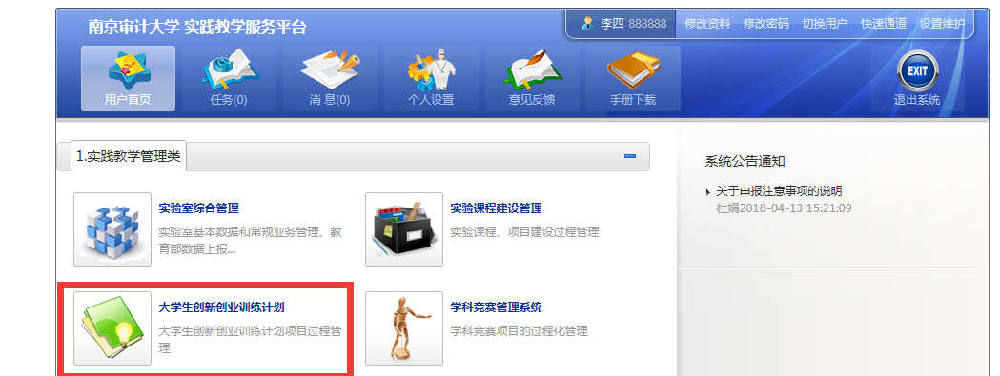 南京审计大学 实践教学服务平台
李四 888888 修改资料 修改密码 切换用户 快速通道 设置维护
用户首页 任务(0) 消 息(0) 个人设置 意见反馈 手册下载 EXIT 退出系统
1.实践教学管理类
实验室综合管理
实验室基本数据和常规业务管理、教
育部数据上报...
实验课程建设管理
实验课程、项目建设过程管理
大学生创新创业训练计划
大学生创新创业训练计划项目过程管
理
学科竞赛管理系统
学科竞赛项目的过程化管理
系统公告通知
关于申报注意事项的说明
杜娟2018-04-13 15:21:09